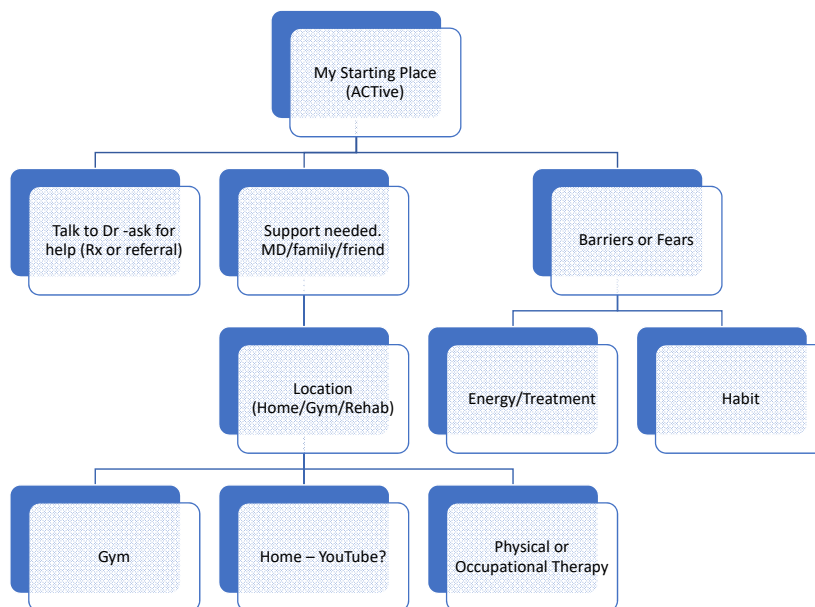 My Starting Place
(ACTive)
Talk to Dr -ask for
help (Rx or referral)
Support needed.
MD/family/friend
Barriers or Fears
Location
(Home/Gym/Rehab)
Energy/Treatment
Habit
Gym
Home – YouTube?
Physical or
Occupational Therapy